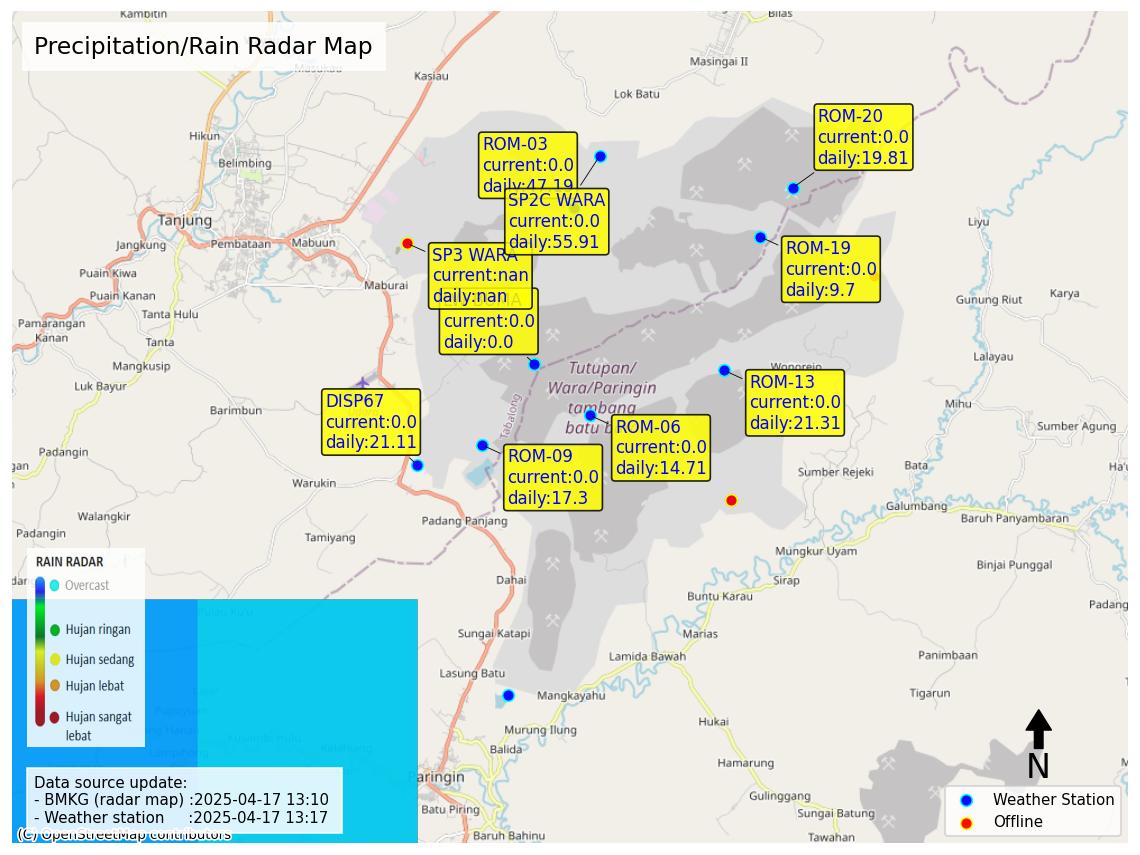 Kambitin
Bilas
Precipitation/Rain Radar Map
Masukau
Kasiau
Masingai II
Lok Batu
Hikun
Belimbing
ROM-03
current:0.0
daily:47.19
ROM-20
current:0.0
daily:19.81
SP2C WARA
current:0.0
daily:55.91
Tanjung
Jangkung
Pembataan
Mabuun
Liyu
SP3 WARA
current:nan
daily:nan
ROM-19
current:0.0
daily:9.7
Puain Kiwa
Maburai
Puain Kanan
Tanta Hulu
current:0.0
daily:0.0
Gunung Riut
Karya
Pamarangan
Kanan
Tanta
Mangkusip
Lalayau
Luk Bayur
Tutupan/
Wara/Paringin
tambang
batu b
Wonorejo
ROM-13
current:0.0
daily:21.31
Barimbun
DISP67
current:0.0
daily:21.11
Tabalong
Mihu
Sumber Agung
ROM-06
current:0.0
daily:14.71
ROM-09
current:0.0
daily:17.3
Padangin
Warukin
Sumber Rejeki
Bata
Galumbang
Baruh Panyambaran
Walangkir
Padang Panjang
Padangin
Tamiyang
Mungkur Uyam
Binjai Punggal
Dahai
Sirap
Buntu Karau
Padang
RAIN RADAR
Overcast
Hujan ringan
Hujan sedang
Hujan lebat
Hujan sangat
lebat
Sungai Katapi
Marias
Lamida Bawah
Panimbaan
Lasung Batu
Mangkayahu
Tigarun
Hukai
Murung Ilung
Balida
Hamarung
N
Paringin
Data source update:
- BMKG (radar map) :2025-04-17 13:10
- Weather station :2025-04-17 13:17
(C) OpenStreetMap contributors
Batu Piring
Gulinggang
Sungai Batung
Baruh Bahinu
Tawahan
Weather Station
Offline